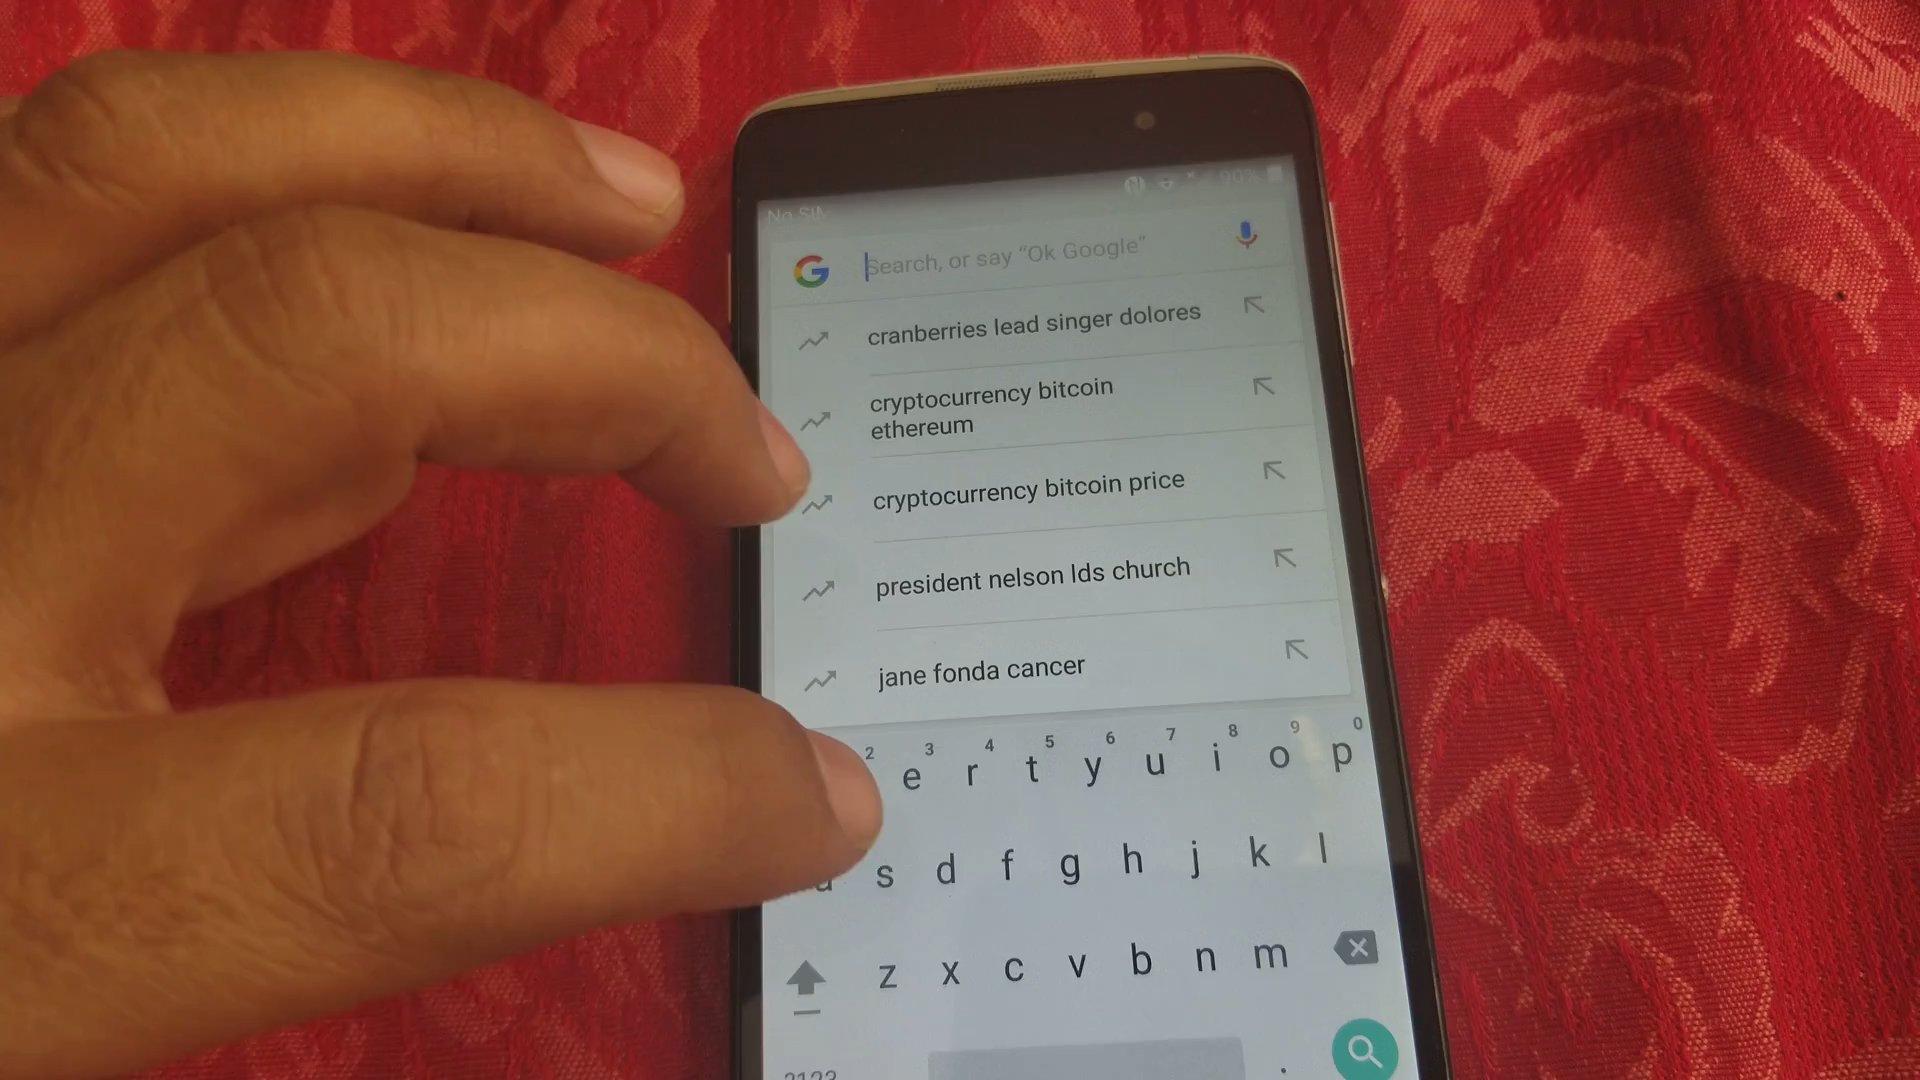 No SIM
90%
Search, or say “Ok Google”
cranberries lead singer dolores
cryptocurrency bitcoin
ethereum
cryptocurrency bitcoin price
president nelson lds church
jane fonda cancer
2 3 4 5 6 7 8 9 0
e r t y u i o p
a s d f g h j k l
z x c v b n m
.